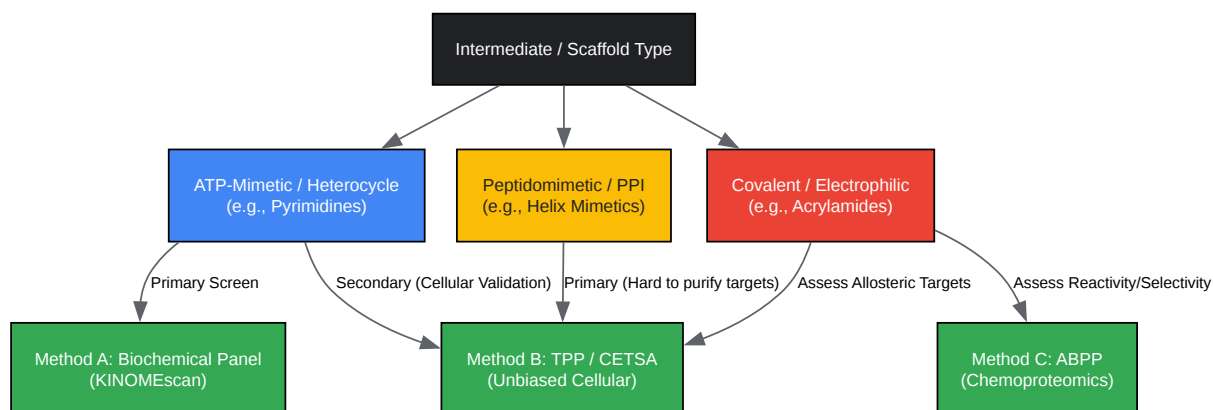 Intermediate / Scaffold Type
ATP-Mimetic / Heterocycle
(e.g., Pyrimidines)
Peptidomimetic / PPI
(e.g., Helix Mimetics)
Covalent / Electrophilic
(e.g., Acrylamides)
Primary Screen
Secondary (Cellular Validation)
Primary (Hard to purify targets)
Assess Allosteric Targets
Assess Reactivity/Selectivity
Method A: Biochemical Panel
(KINOMEscan)
Method B: TPP / CETSA
(Unbiased Cellular)
Method C: ABPP
(Chemoproteomics)